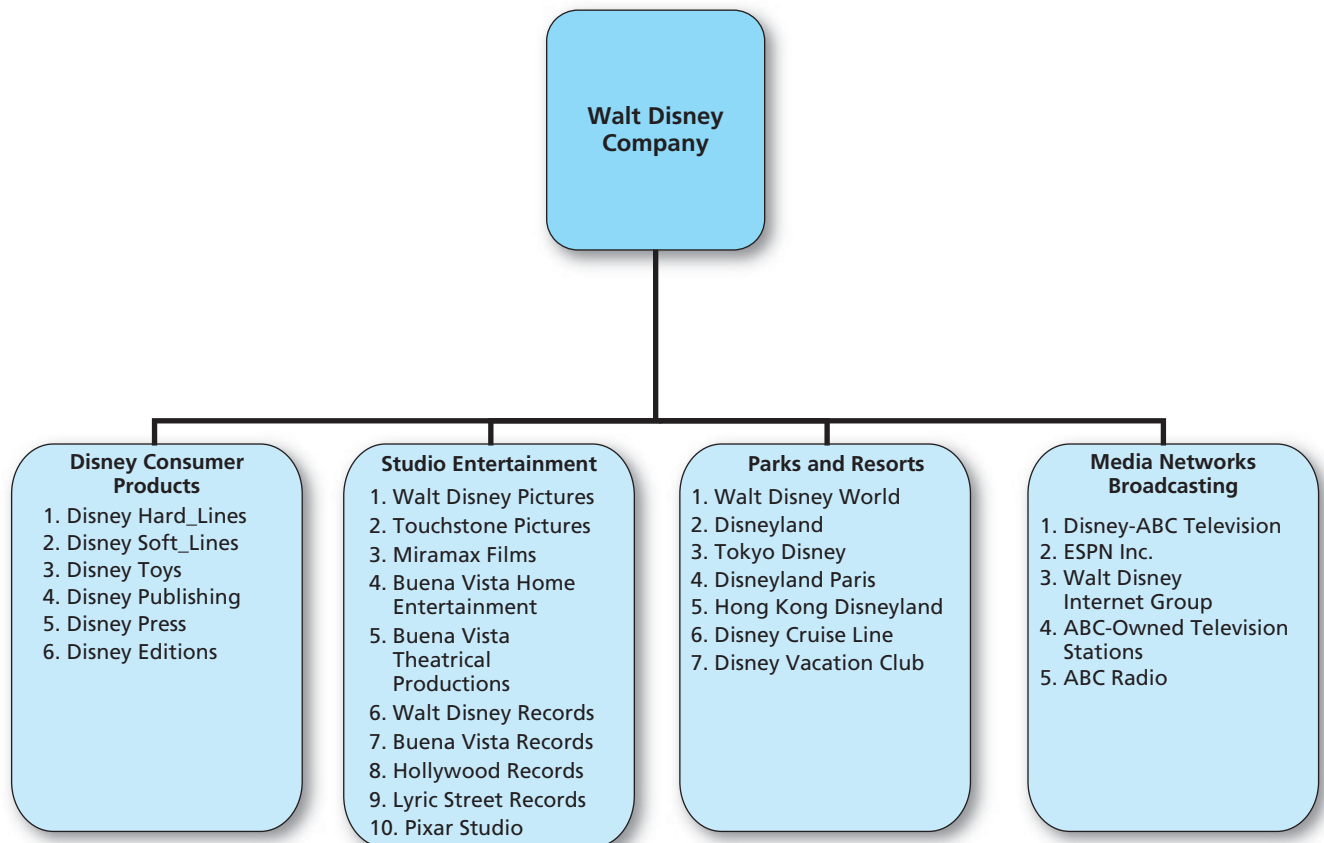 Walt Disney
Company
Disney Consumer
Products
1. Disney Hard_Lines
2. Disney Soft_Lines
3. Disney Toys
4. Disney Publishing
5. Disney Press
6. Disney Editions
Studio Entertainment
1. Walt Disney Pictures
2. Touchstone Pictures
3. Miramax Films
4. Buena Vista Home
Entertainment
5. Buena Vista
Theatrical
Productions
6. Walt Disney Records
7. Buena Vista Records
8. Hollywood Records
9. Lyric Street Records
10. Pixar Studio
Parks and Resorts
1. Walt Disney World
2. Disneyland
3. Tokyo Disney
4. Disneyland Paris
5. Hong Kong Disneyland
6. Disney Cruise Line
7. Disney Vacation Club
Media Networks
Broadcasting
1. Disney-ABC Television
2. ESPN Inc.
3. Walt Disney
Internet Group
4. ABC-Owned Television
Stations
5. ABC Radio